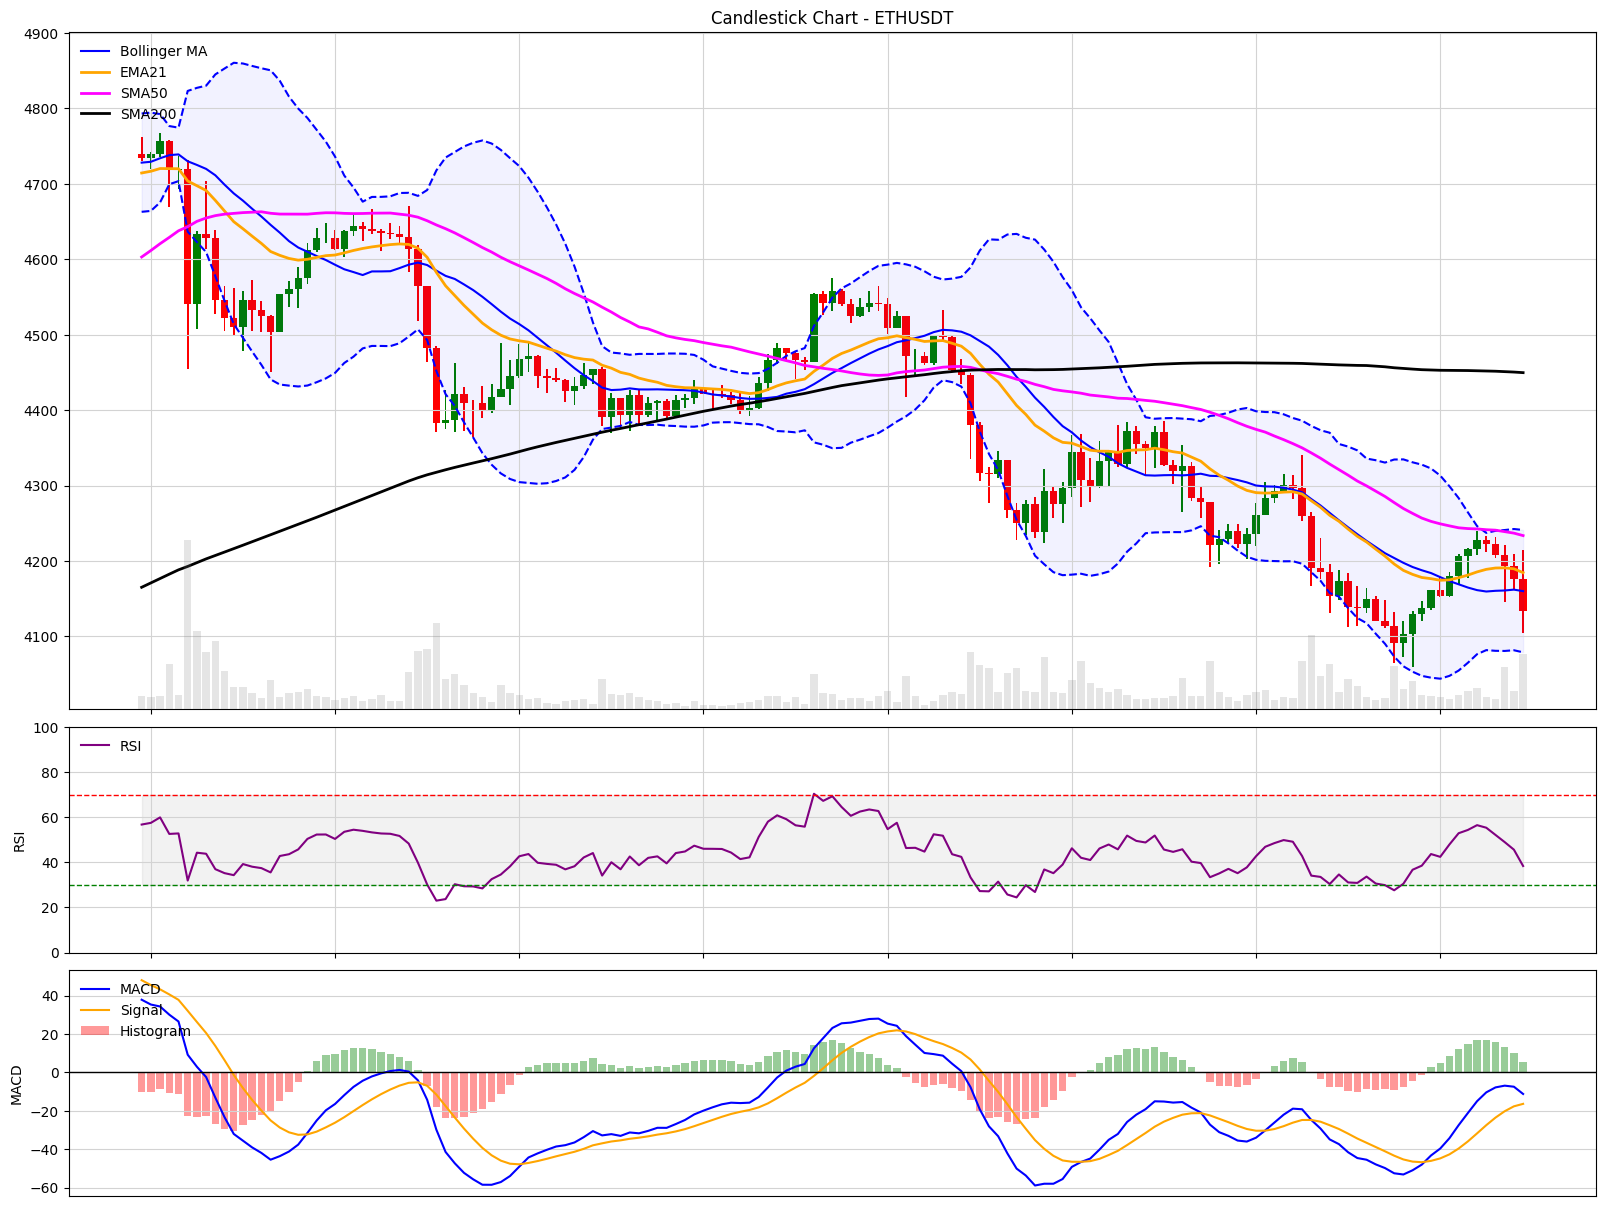 Candlestick Chart - ETHUSDT
4900
4800
4700
4600
4500
4400
4300
4200
4100
Bollinger MA
EMA21
SMA50
SMA200
100
80
60
40
20
0
RSI
RSI
40
20
0
−20
−40
−60
MACD
MACD
Signal
Histogram